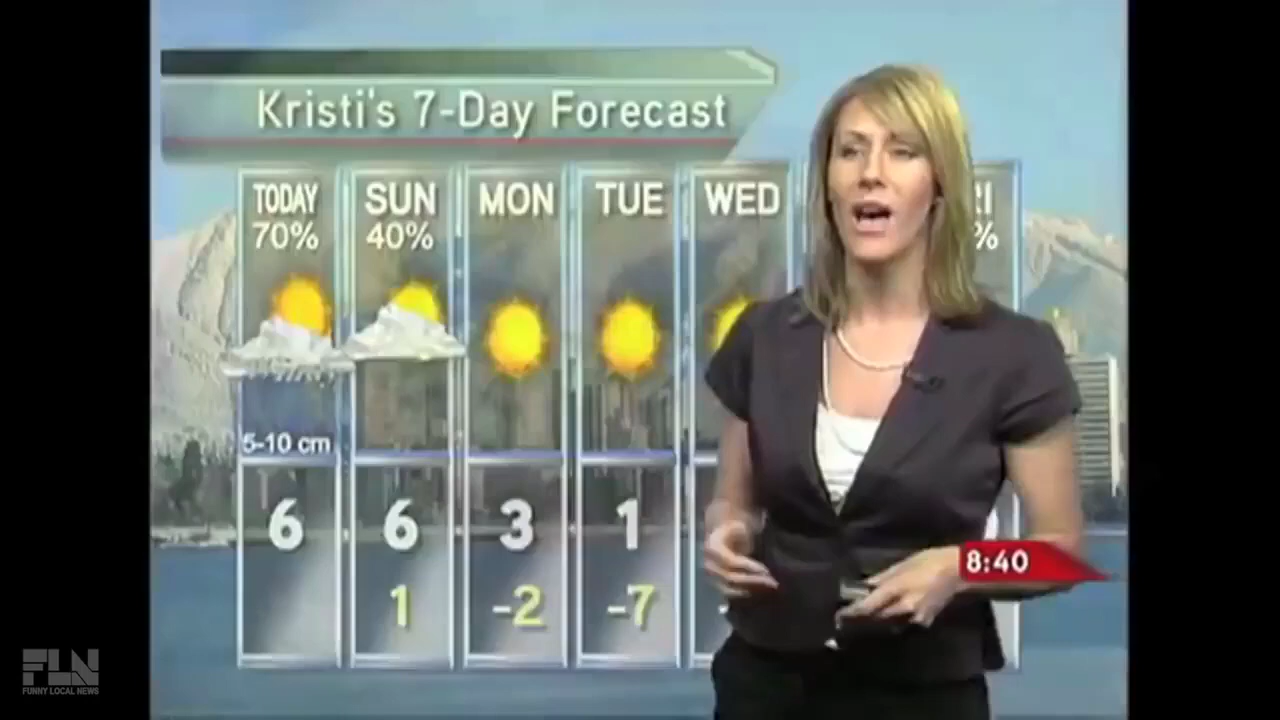 Kristi's 7-Day Forecast
TODAY SUN MON TUE WED
70% 40% %
5-10 cm
6 6 3 1
8:40
1 -2 -7
FLN
FUNNY LOCAL NEWS